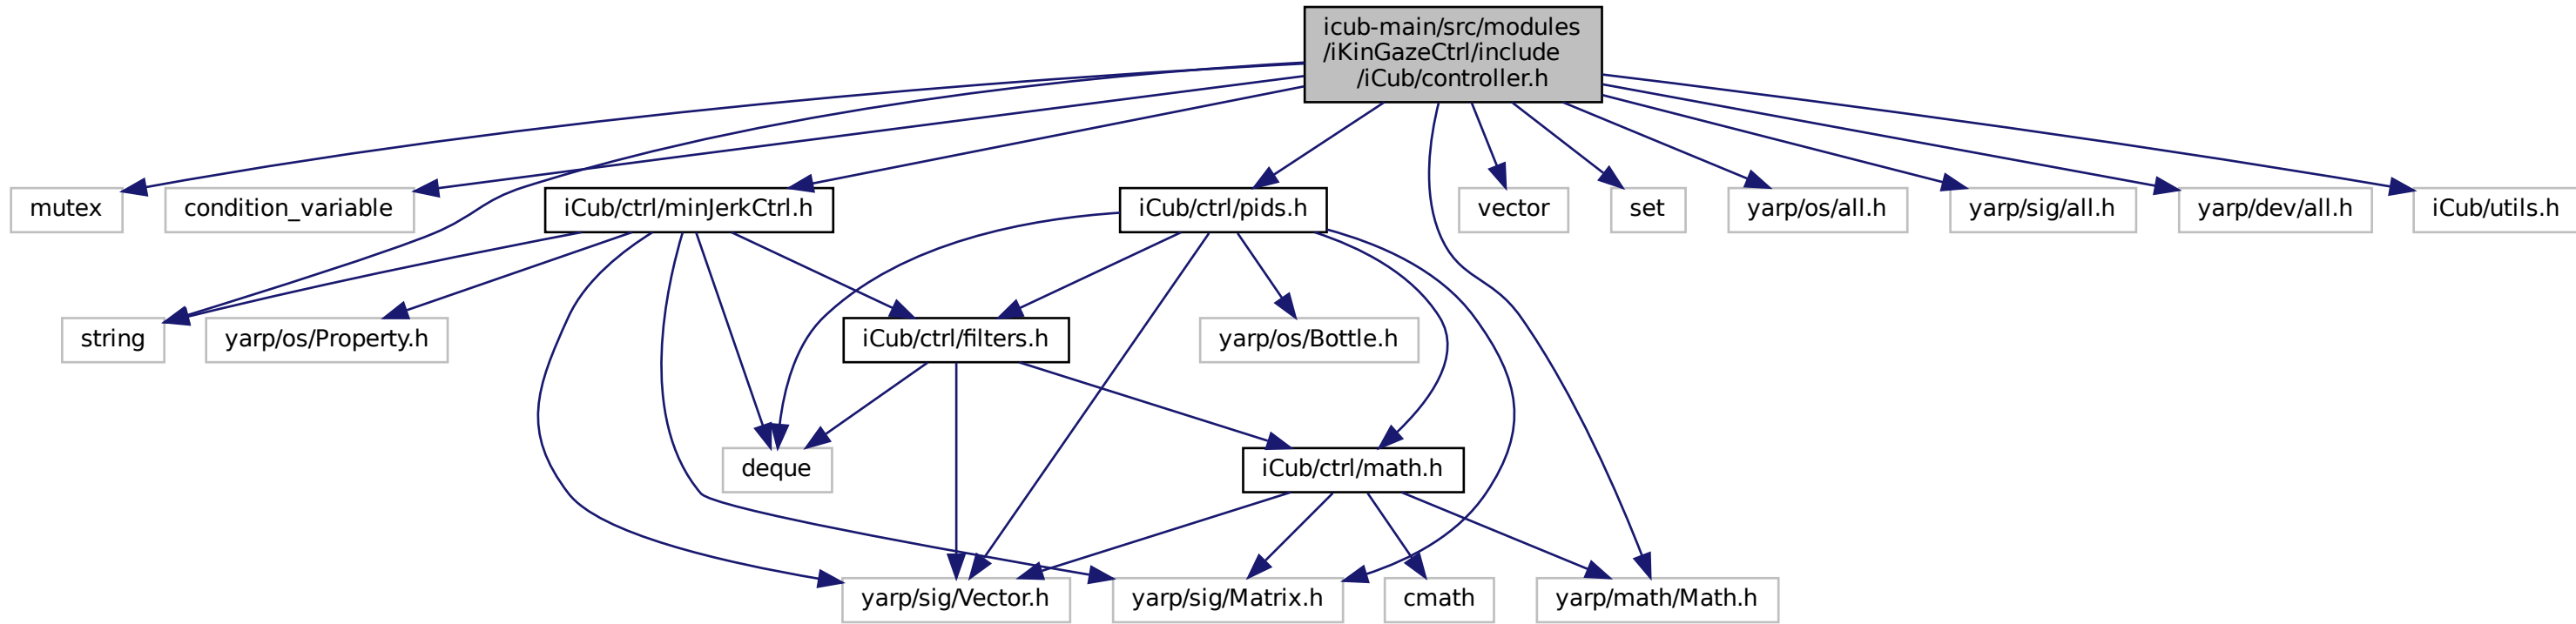 icub-main/src/modules
/iKinGazeCtrl/include
/iCub/controller.h
mutex
condition_variable
iCub/ctrl/minJerkCtrl.h
iCub/ctrl/pids.h
vector
set
yarp/os/all.h
yarp/sig/all.h
yarp/dev/all.h
iCub/utils.h
string
yarp/os/Property.h
iCub/ctrl/filters.h
yarp/os/Bottle.h
deque
iCub/ctrl/math.h
yarp/sig/Vector.h
yarp/sig/Matrix.h
cmath
yarp/math/Math.h